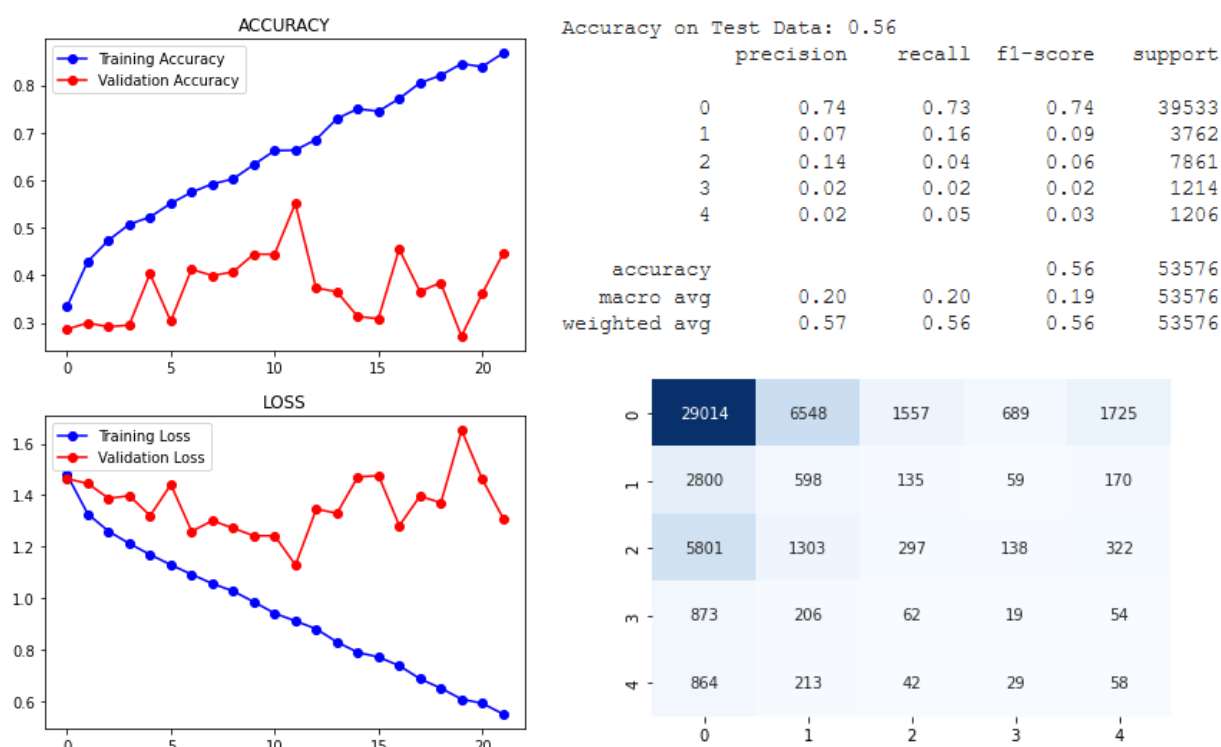 ACCURACY
Training Accuracy
Validation Accuracy
0.8
0.7
0.6
0.5
0.4
0.3
0 5 10 15 20
LOSS
Training Loss
Validation Loss
1.6
1.4
1.2
1.0
0.8
0.6
0 5 10 15 20
Accuracy on Test Data: 0.56
precision recall f1-score support
0 0.74 0.73 0.74 39533
1 0.07 0.16 0.09 3762
2 0.14 0.04 0.06 7861
3 0.02 0.02 0.02 1214
4 0.02 0.05 0.03 1206
accuracy 0.56 53576
macro avg 0.20 0.20 0.19 53576
weighted avg 0.57 0.56 0.56 53576
0 29014 6548 1557 689 1725
1 2800 598 135 59 170
2 5801 1303 297 138 322
3 873 206 62 19 54
4 864 213 42 29 58
0 1 2 3 4